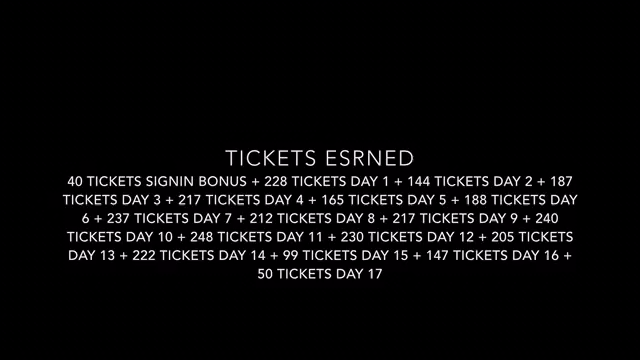 TICKETS ESRNED
40 TICKETS SIGNIN BONUS + 228 TICKETS DAY 1 + 144 TICKETS DAY 2 + 187
TICKETS DAY 3 + 217 TICKETS DAY 4 + 165 TICKETS DAY 5 + 188 TICKETS DAY
6 + 237 TICKETS DAY 7 + 212 TICKETS DAY 8 + 217 TICKETS DAY 9 + 240
TICKETS DAY 10 + 248 TICKETS DAY 11 + 230 TICKETS DAY 12 + 205 TICKETS
DAY 13 + 222 TICKETS DAY 14 + 99 TICKETS DAY 15 + 147 TICKETS DAY 16 +
50 TICKETS DAY 17